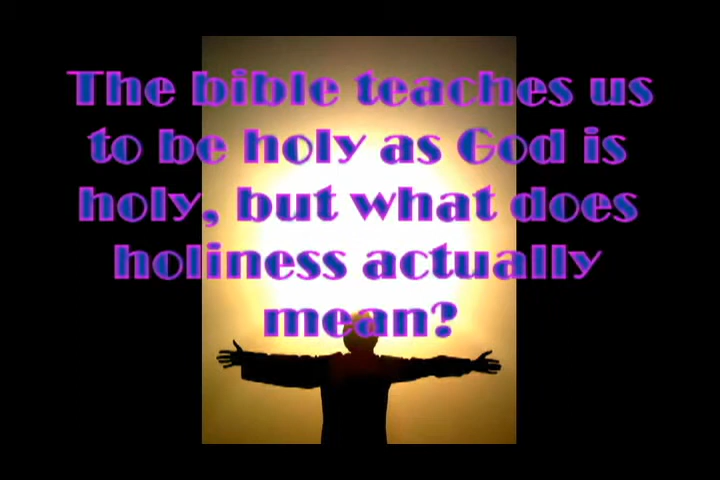 The bible teaches us
to be holy as God is
holy, but what does
holiness actually
mean?